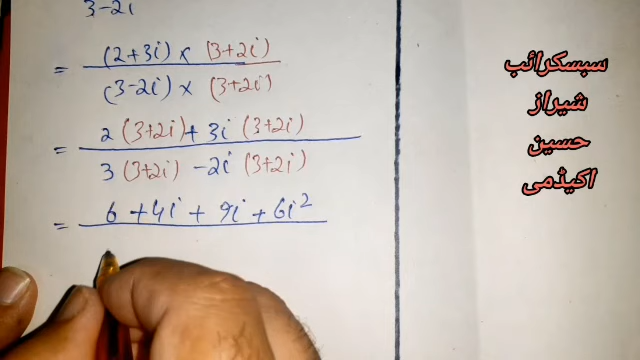 3-2i
= (2+3i) × (3+2i)
(3-2i) × (3+2i)
= 2 (3+2i) + 3i (3+2i)
3 (3+2i) -2i (3+2i)
= 6 + 4i + 9i + 6i²
سبسکرائب
شیراز
حسین
اکیڈمی